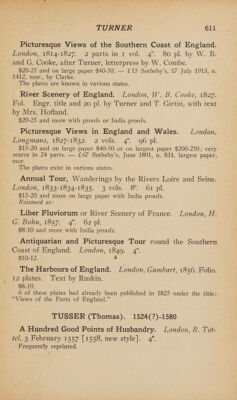 TURNER 611
Picturesque Views of the Southern Coast of England.
London, 1814-1827. 2 parts in 1 vol. 4°. 80 pl. by W. B.
and G. Cooke, after Turner, letterpress by W. Combe.
$20-25 and on large paper $40-50. — £15 Sotheby's, 17 July 1913, n.
1412, mor., by Clarke.
The plates are known in various states.
River Scenery of England. London, W. B. Cooke, 1827.
Fol. Engr. title and 20 pl. by Turner and T. Girtin, with text
by Mrs. Hofland.
$20-25 and more with proofs or India proofs.
Picturesque Views in England and Wales. London,
Longmans, 1827-1832. 2 vols. 4°. 96 pl.
$15-20 and on large paper $40-50 or on largest paper $200-250; very
scarce in 24 parts. — £67 Sotheby's, June 1891, n. 834, largest paper,
mor.
The plates exist in various states.
Annual Tour, Wanderings by the Rivers Loire and Seine.
London, 1833-1834-1835. 3 vols. 8°. 61 pl.
$15-20 and more on large paper with India proofs.
Reissued as:
Liber Fluviorum or River Scenery of France. London, H.
G. Bohn, 1857. 4°. 62 pl.
$8-10 and more with India proofs.
Antiquarian and Picturesque Tour round the Southern
Coast of England. London, 1849. 4°.
$10-12.
The Harbours of England. London, Gambart, 1856. Folio.
12 plates. Text by Ruskin.
$8-10.
6 of these plates had already been published in 1825 under the title:
"Views of the Ports of England."
TUSSER (Thomas). 1524(?)-1580
A Hundred Good Points of Husbandry. London, R. Tot-
tel, 3 February 1557 [1558, new style]. 4°.
Frequently reprinted.